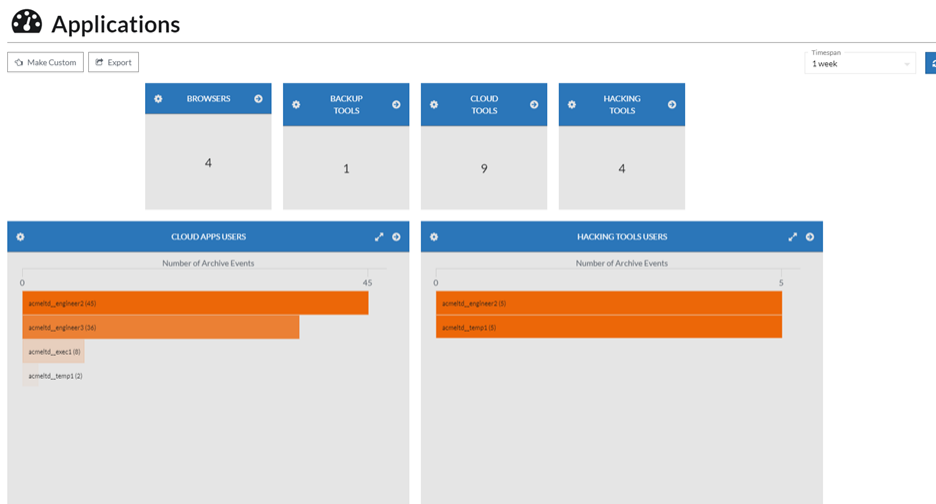 Applications
Make Custom
Export
Timespan
1 week
BROWSERS
BACKUP
TOOLS
CLOUD
TOOLS
HACKING
TOOLS
4
1
9
4
CLOUD APPS USERS
Number of Archive Events
0 45
acmeltd_engineer2 (45)
acmeltd_engineer3 (36)
acmeltd_exec1 (8)
acmeltd_temp1 (2)
HACKING TOOLS USERS
Number of Archive Events
0 5
acmeltd_engineer2 (5)
acmeltd_temp1 (5)